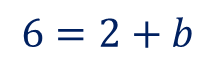 6 = 2 + b